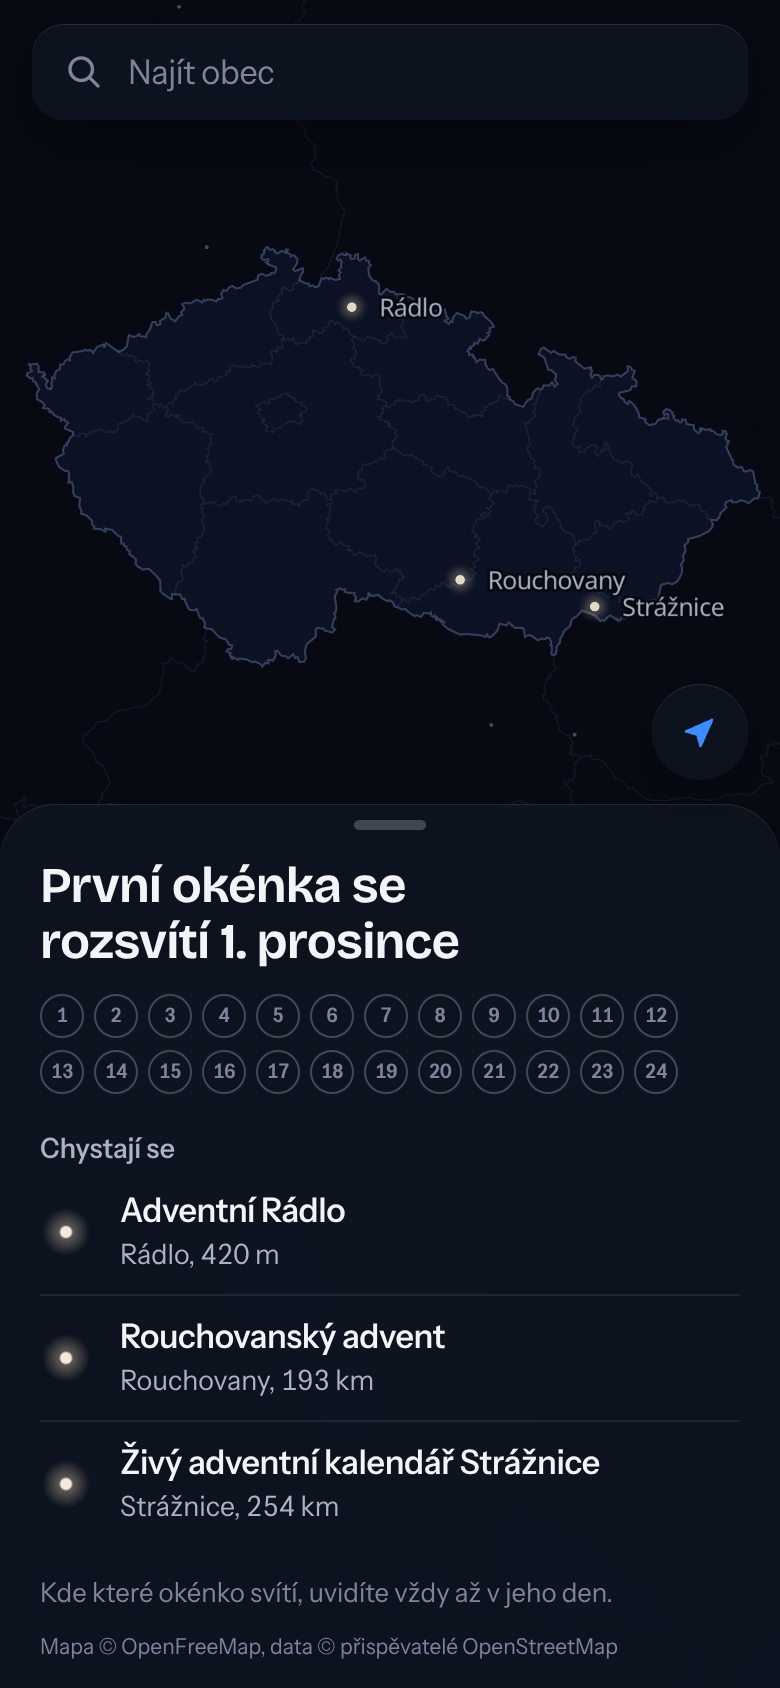 Najít obec
Rádlo
Rouchovany
Strážnice
První okénka se
rozsvítí 1. prosince
1 2 3 4 5 6 7 8 9 10 11 12
13 14 15 16 17 18 19 20 21 22 23 24
Chystají se
Adventní Rádlo
Rádlo, 420 m
Rouchovanský advent
Rouchovany, 193 km
Živý adventní kalendář Strážnice
Strážnice, 254 km
Kde které okénko svítí, uvidíte vždy až v jeho den.
Mapa © OpenFreeMap, data © přispěvatelé OpenStreetMap